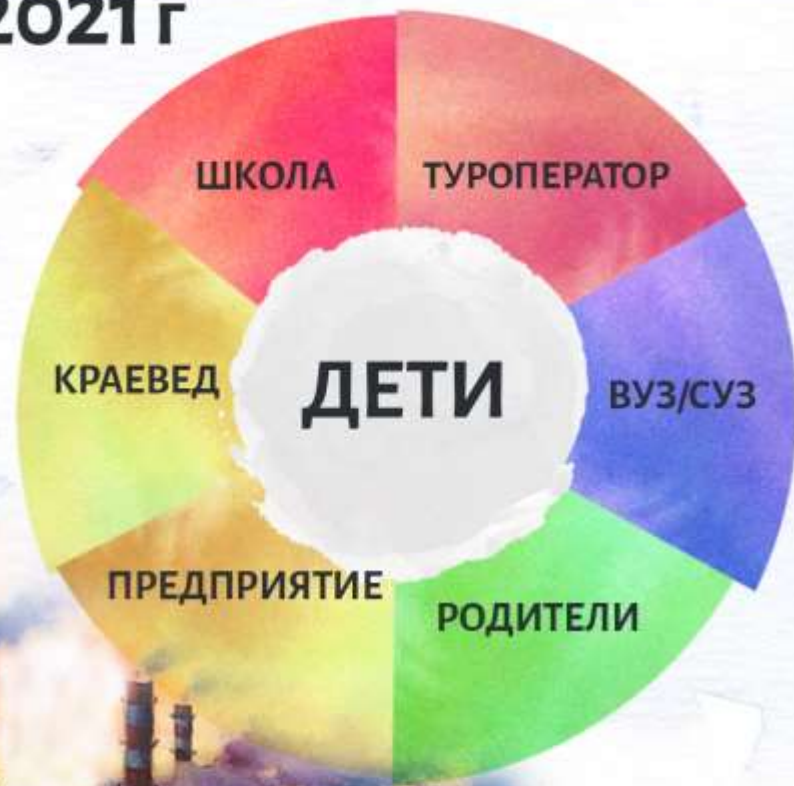 2021 г
ШКОЛА
ТУРОПЕРАТОР
КРАЕВЕД
ДЕТИ
ВУЗ/СУЗ
ПРЕДПРИЯТИЕ
РОДИТЕЛИ